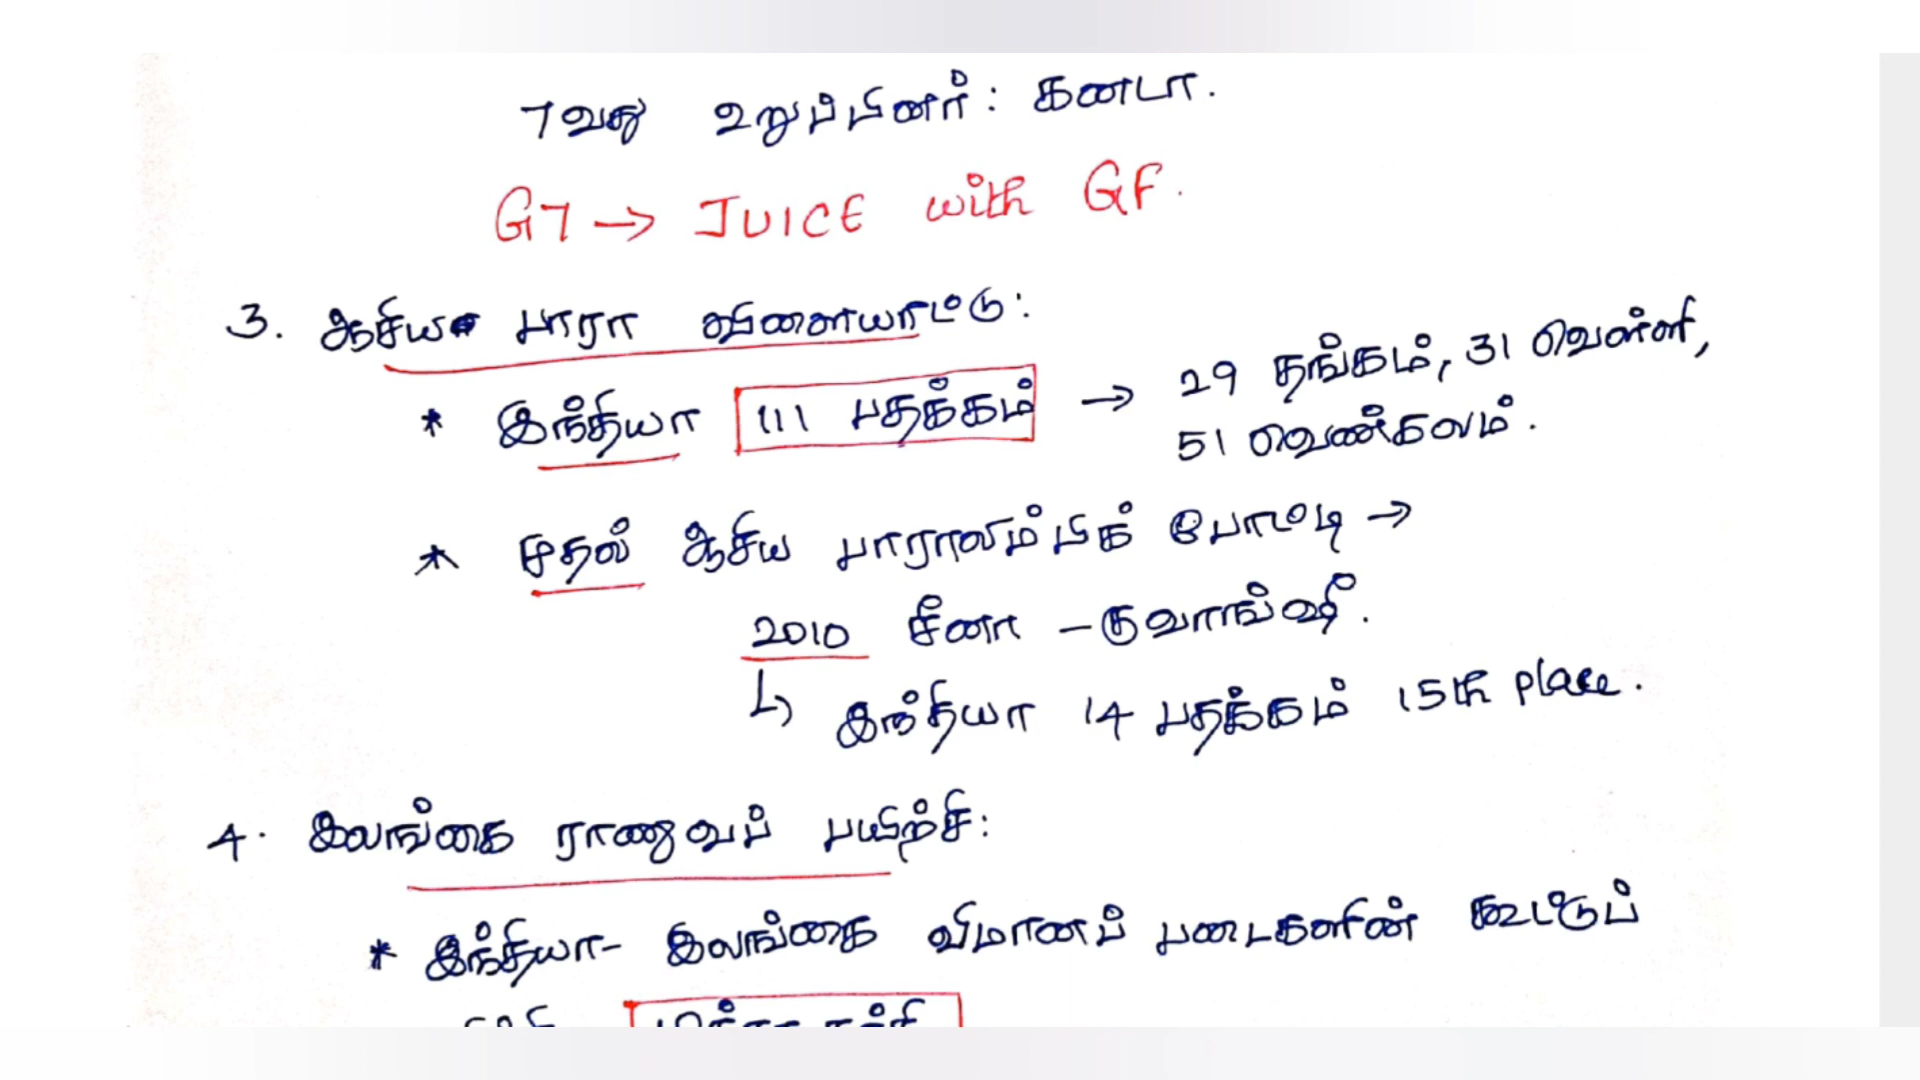 7வது உறுப்பினர்: கனடா.
G7 → JUICE with GF.
3. ஆசிய பாரா விளையாட்டு:
* இந்தியா 111 பதக்கம் → 29 தங்கம், 31 வெள்ளி,
51 வெண்கலம்.
* முதல் ஆசிய பாராலிம்பிக் போட்டி →
2010 சீனா - குவாங்ஷி.
↳ இந்தியா 14 பதக்கம் 15th place.
4. இலங்கை ராணுவப் பயிற்சி:
* இந்தியா - இலங்கை விமானப் படைகளின் கூட்டுப்